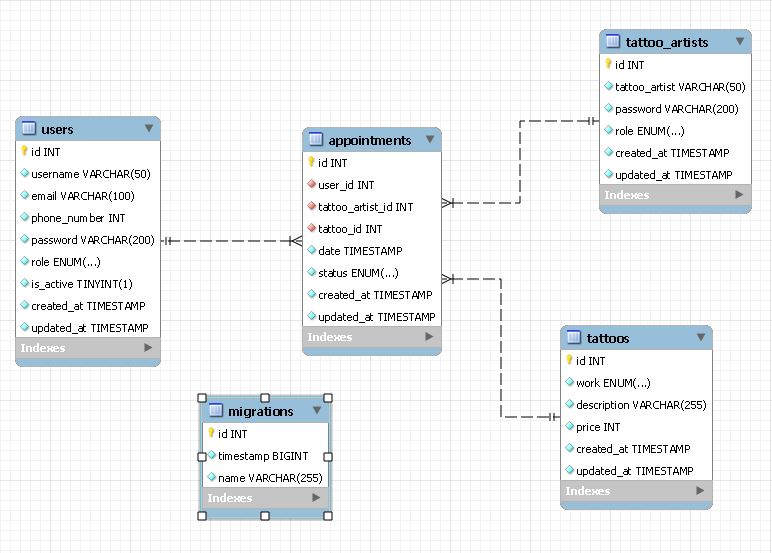 users
id INT
username VARCHAR(50)
email VARCHAR(100)
phone_number INT
password VARCHAR(200)
role ENUM(...)
is_active TINYINT(1)
created_at TIMESTAMP
updated_at TIMESTAMP
Indexes
appointments
id INT
user_id INT
tattoo_artist_id INT
tattoo_id INT
date TIMESTAMP
status ENUM(...)
created_at TIMESTAMP
updated_at TIMESTAMP
Indexes
tattoo_artists
id INT
tattoo_artist VARCHAR(50)
password VARCHAR(200)
role ENUM(...)
created_at TIMESTAMP
updated_at TIMESTAMP
Indexes
tattoos
id INT
work ENUM(...)
description VARCHAR(255)
price INT
created_at TIMESTAMP
updated_at TIMESTAMP
Indexes
migrations
id INT
timestamp BIGINT
name VARCHAR(255)
Indexes